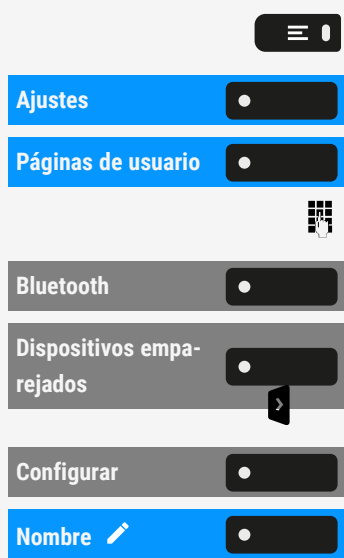 Ajustes
Páginas de usuario
Bluetooth
Dispositivos empa-
rejados
Configurar
Nombre